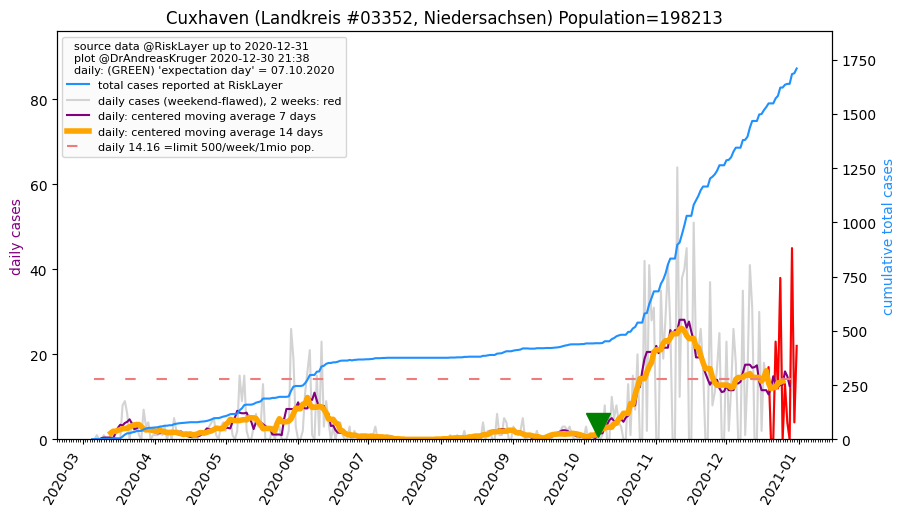 Cuxhaven (Landkreis #03352, Niedersachsen) Population=198213
source data @RiskLayer up to 2020-12-31
plot @DrAndreasKruger 2020-12-30 21:38
daily: (GREEN) 'expectation day' = 07.10.2020
total cases reported at RiskLayer
daily cases (weekend-flawed), 2 weeks: red
daily: centered moving average 7 days
daily: centered moving average 14 days
daily 14.16 =limit 500/week/1mio pop.
daily cases
80
60
40
20
0
cumulative total cases
1750
1500
1250
1000
750
500
250
0
2020-03
2020-04
2020-05
2020-06
2020-07
2020-08
2020-09
2020-10
2020-11
2020-12
2021-01